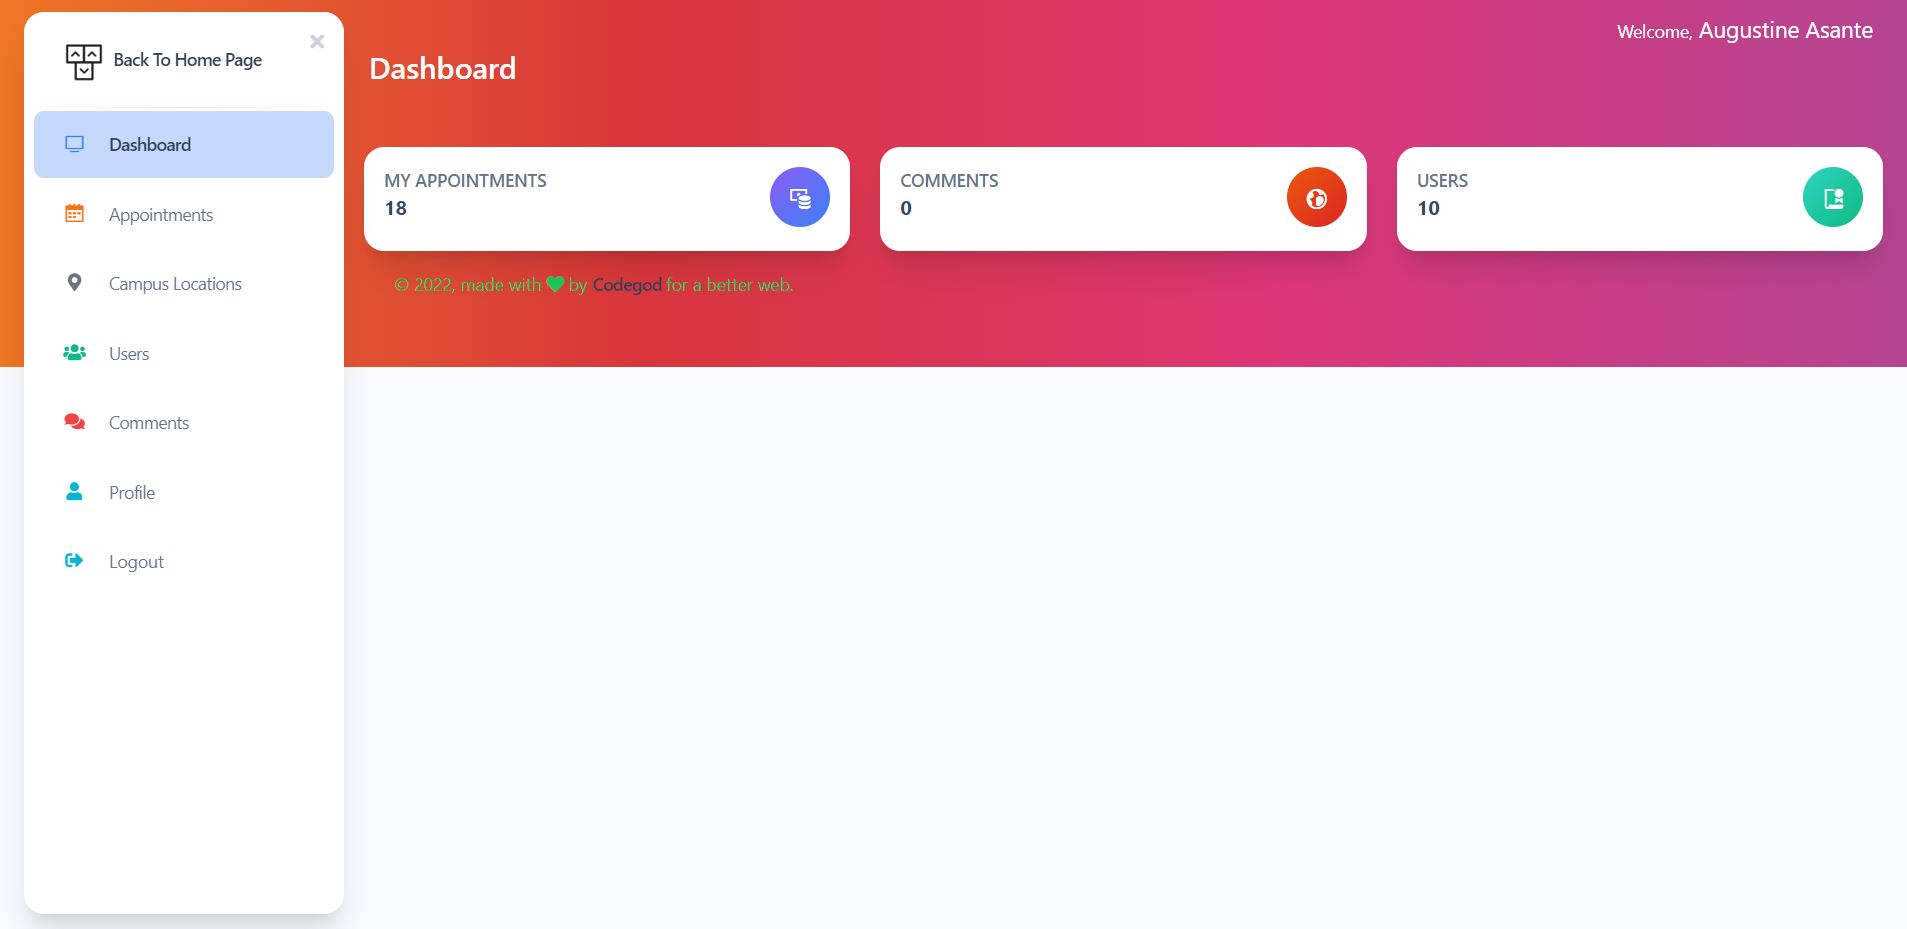 Back To Home Page
Dashboard
Appointments
Campus Locations
Users
Comments
Profile
Logout
Welcome, Augustine Asante
Dashboard
MY APPOINTMENTS
18
COMMENTS
0
USERS
10
© 2022, made with by Codegod for a better web.